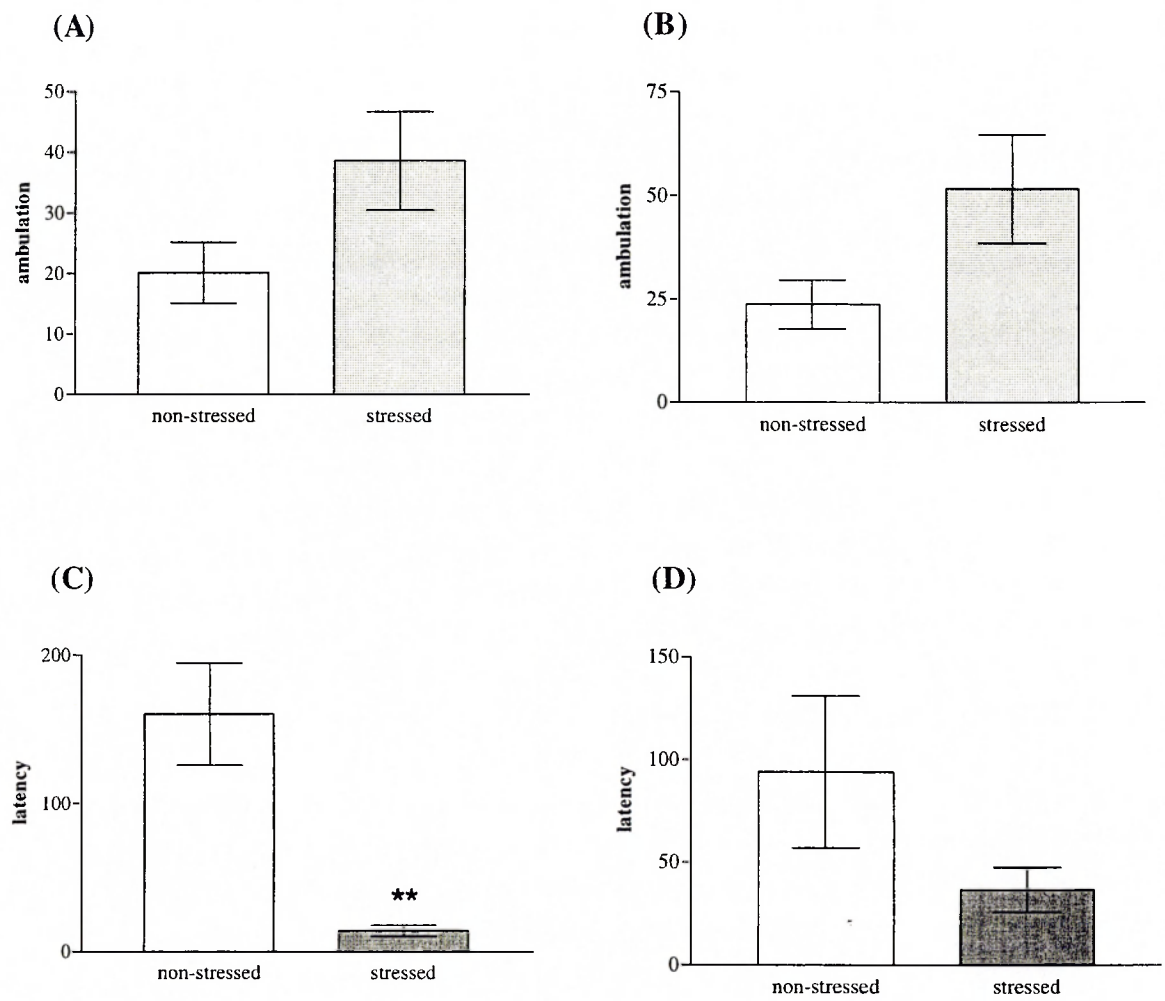 (A)
50
40
30
20
10
0
ambulation
non-stressed
stressed
(B)
75
50
25
0
ambulation
non-stressed
stressed
(C)
200
100
0
latency
**
non-stressed
stressed
(D)
150
100
50
0
latency
non-stressed
stressed